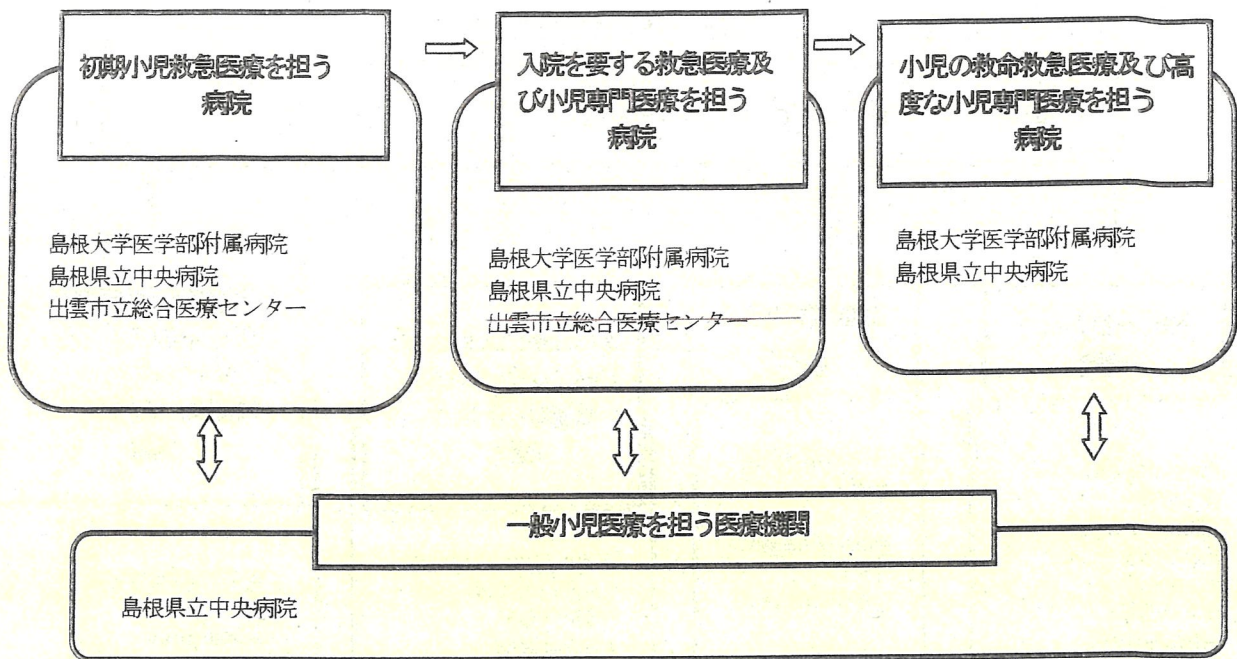 初期小児救急医療を担う
病院
島根大学医学部附属病院
島根県立中央病院
出雲市立総合医療センター
入院を要する救急医療及
び小児専門医療を担う
病院
島根大学医学部附属病院
島根県立中央病院
出雲市立総合医療センター
小児の救命救急医療及び高
度な小児専門医療を担う
病院
島根大学医学部附属病院
島根県立中央病院
一般小児医療を担う医療機関
島根県立中央病院